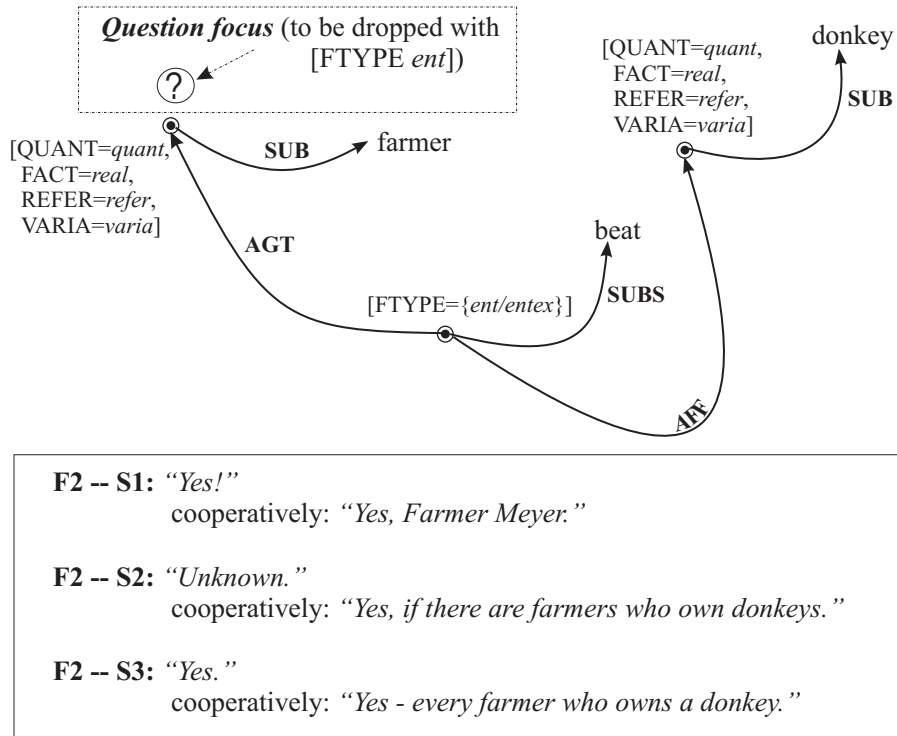 Question focus (to be dropped with
[FTYPE ent])
?
[QUANT=quant,
FACT=real,
REFER=refer,
VARIA=varia]
donkey
SUB
[QUANT=quant,
FACT=real,
REFER=refer,
VARIA=varia]
SUB
farmer
AGT
beat
[FTYPE={ent/entex}]
SUBS
AFF
F2 -- S1: “Yes!”
cooperatively: “Yes, Farmer Meyer.”
F2 -- S2: “Unknown.”
cooperatively: “Yes, if there are farmers who own donkeys.”
F2 -- S3: “Yes.”
cooperatively: “Yes - every farmer who owns a donkey.”